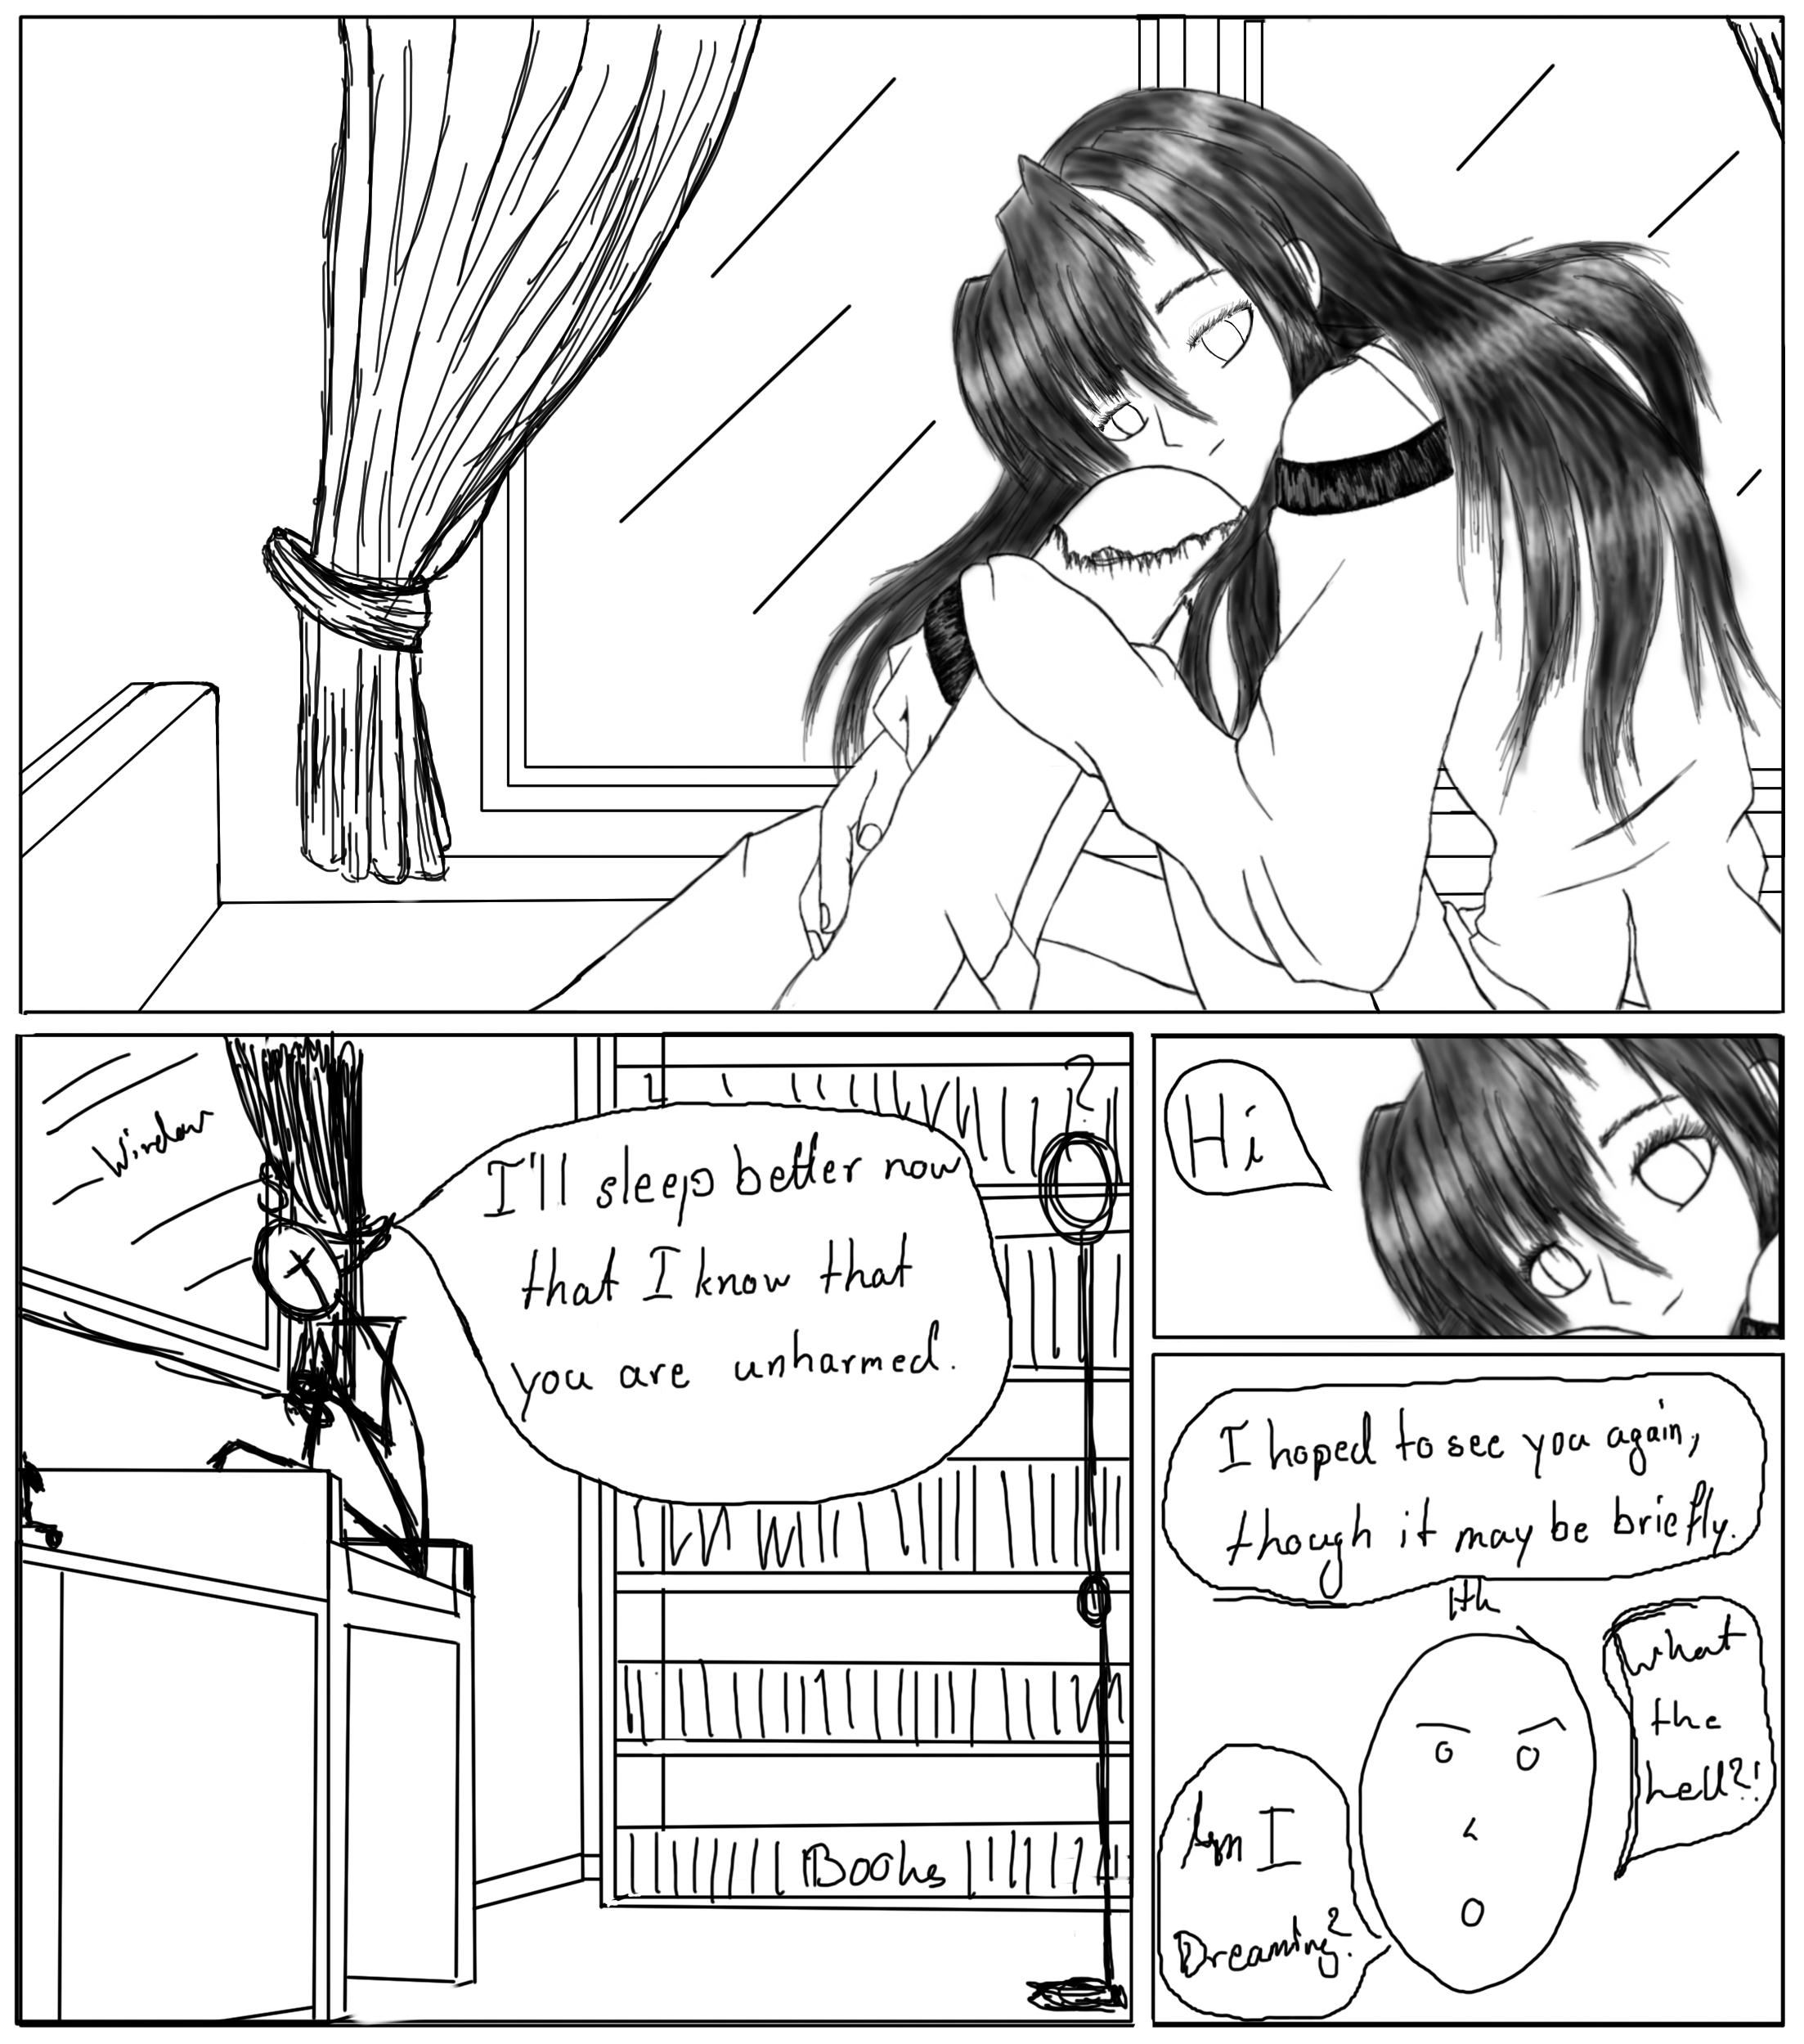 Window
I'll sleep better now
that I know that
you are unharmed.
Books
Hi
I hoped to see you again,
though it may be briefly.
What
the
hell?!
Am I
Dreaming?